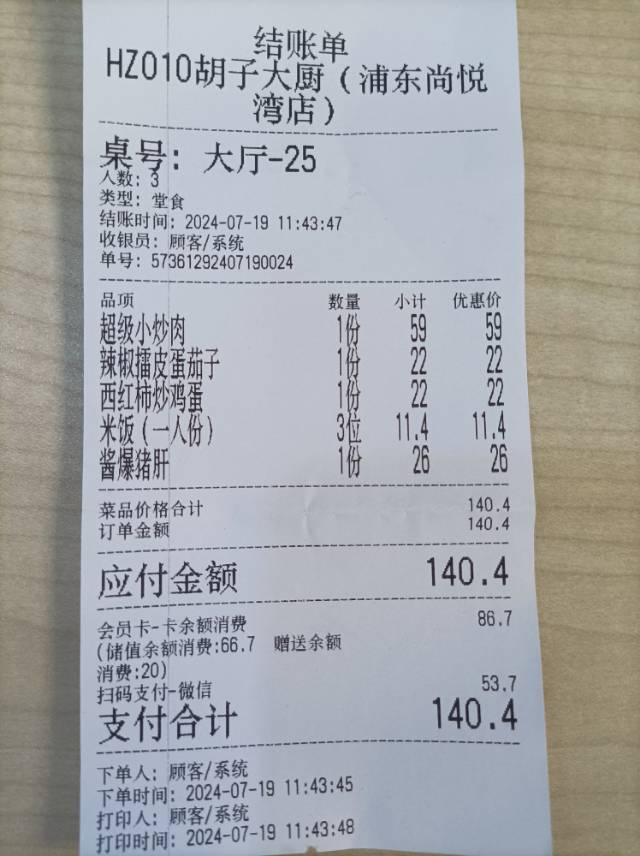 结账单
HZ010胡子大厨（浦东尚悦
湾店）
桌号: 大厅-25
人数: 3
类型: 堂食
结账时间: 2024-07-19 11:43:47
收银员: 顾客/系统
单号: 57361292407190024
品项 数量 小计 优惠价
超级小炒肉 1份 59 59
辣椒擂皮蛋茄子 1份 22 22
西红柿炒鸡蛋 1份 22 22
米饭（一人份） 3位 11.4 11.4
酱爆猪肝 1份 26 26
菜品价格合计 140.4
订单金额 140.4
应付金额 140.4
会员卡-卡余额消费 86.7
(储值余额消费:66.7 赠送余额
消费:20)
扫码支付-微信 53.7
支付合计 140.4
下单人: 顾客/系统
下单时间: 2024-07-19 11:43:45
打印人: 顾客/系统
打印时间: 2024-07-19 11:43:48